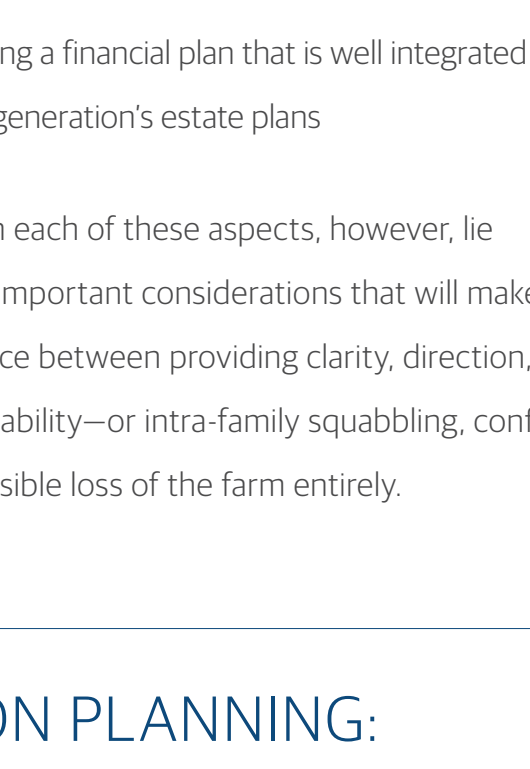 ng a financial plan that is well integrated
generation's estate plans
n each of these aspects, however, lie
important considerations that will make
ce between providing clarity, direction,
ability—or intra-family squabbling, conf
sible loss of the farm entirely.
ON PLANNING: